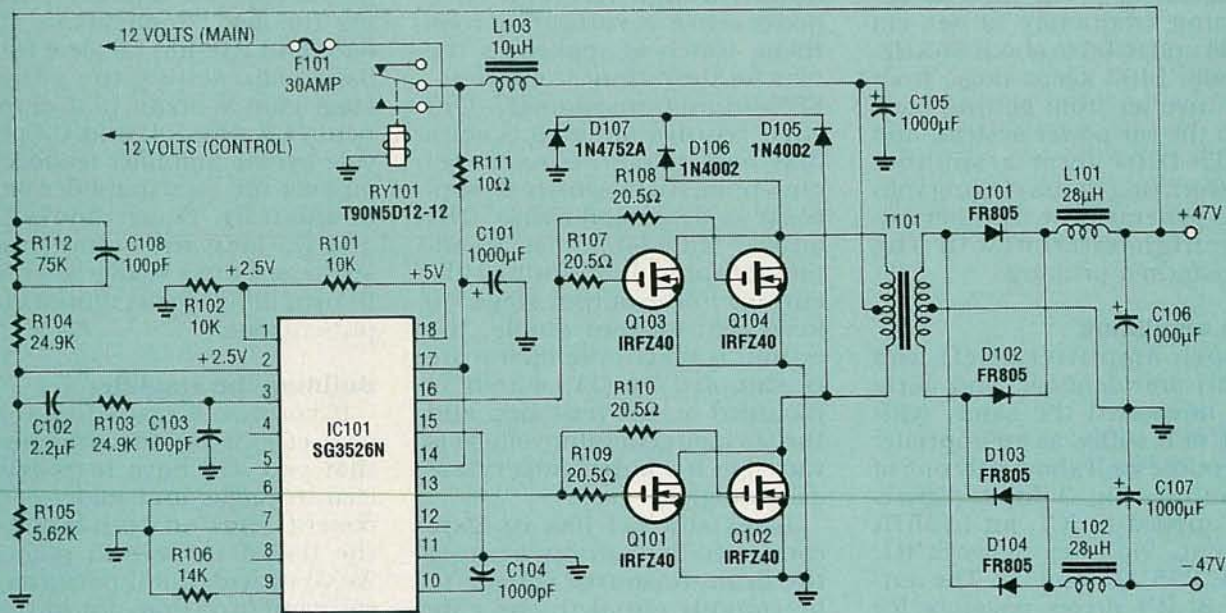 12 VOLTS (MAIN)
F101
30AMP
L103
10µH
12 VOLTS (CONTROL)
RY101
T90N5D12-12
R111
10Ω
D107
1N4752A
D106
1N4002
D105
1N4002
C105
1000µF
+
R108
20.5Ω
R107
20.5Ω
Q103
IRFZ40
Q104
IRFZ40
T101
D101
FR805
L101
28µH
+47V
R112
75K
C108
100pF
R104
24.9K
R102
10K
+2.5V
R101
10K
+5V
C101
1000µF
+
+2.5V
C102
2.2µF
R103
24.9K
C103
100pF
R105
5.62K
R106
14K
IC101
SG3526N
1
2
3
4
5
6
7
8
9
18
17
16
15
14
13
12
11
10
C104
1000pF
R110
20.5Ω
R109
20.5Ω
Q101
IRFZ40
Q102
IRFZ40
D102
FR805
D103
FR805
D104
FR805
L102
28µH
+
C106
1000µF
+
C107
1000µF
−47V